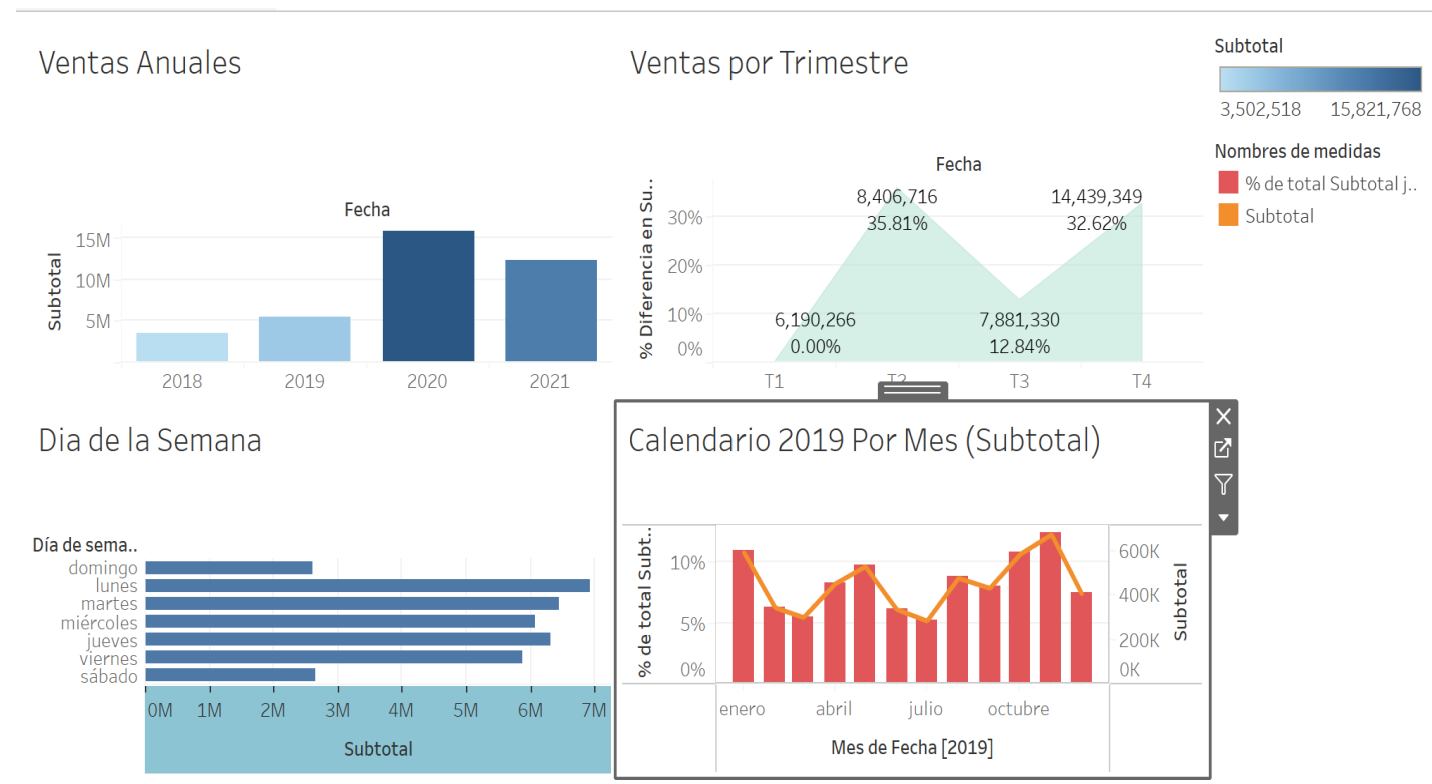 Ventas Anuales
Fecha
Subtotal
15M
10M
5M
2018 2019 2020 2021
Ventas por Trimestre
Fecha
% Diferencia en Su..
30%
20%
10%
0%
8,406,716
35.81%
14,439,349
32.62%
6,190,266
0.00%
7,881,330
12.84%
T1 T2 T3 T4
Subtotal
3,502,518 15,821,768
Nombres de medidas
% de total Subtotal j..
Subtotal
Dia de la Semana
Día de sema..
domingo
lunes
martes
miércoles
jueves
viernes
sábado
0M 1M 2M 3M 4M 5M 6M 7M
Subtotal
Calendario 2019 Por Mes (Subtotal)
% de total Subt..
10%
5%
0%
600K
400K
200K
0K
Subtotal
enero abril julio octubre
Mes de Fecha [2019]